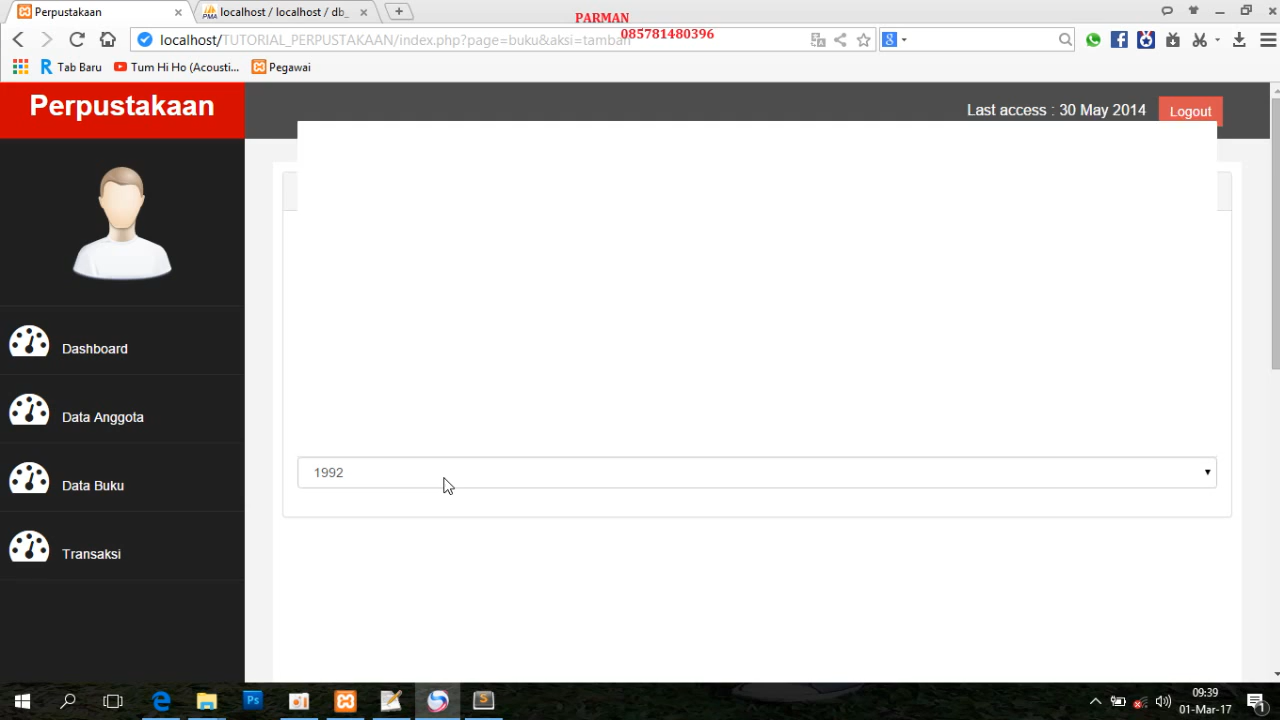 Perpustakaan
localhost / localhost / db_
PARMAN
085781480396
localhost/TUTORIAL_PERPUSTAKAAN/index.php?page=buku&aksi=tambah
Tab Baru
Tum Hi Ho (Acousti...
Pegawai
Perpustakaan
Last access : 30 May 2014
Logout
Dashboard
Data Anggota
Data Buku
Transaksi
1992
09:39
01-Mar-17